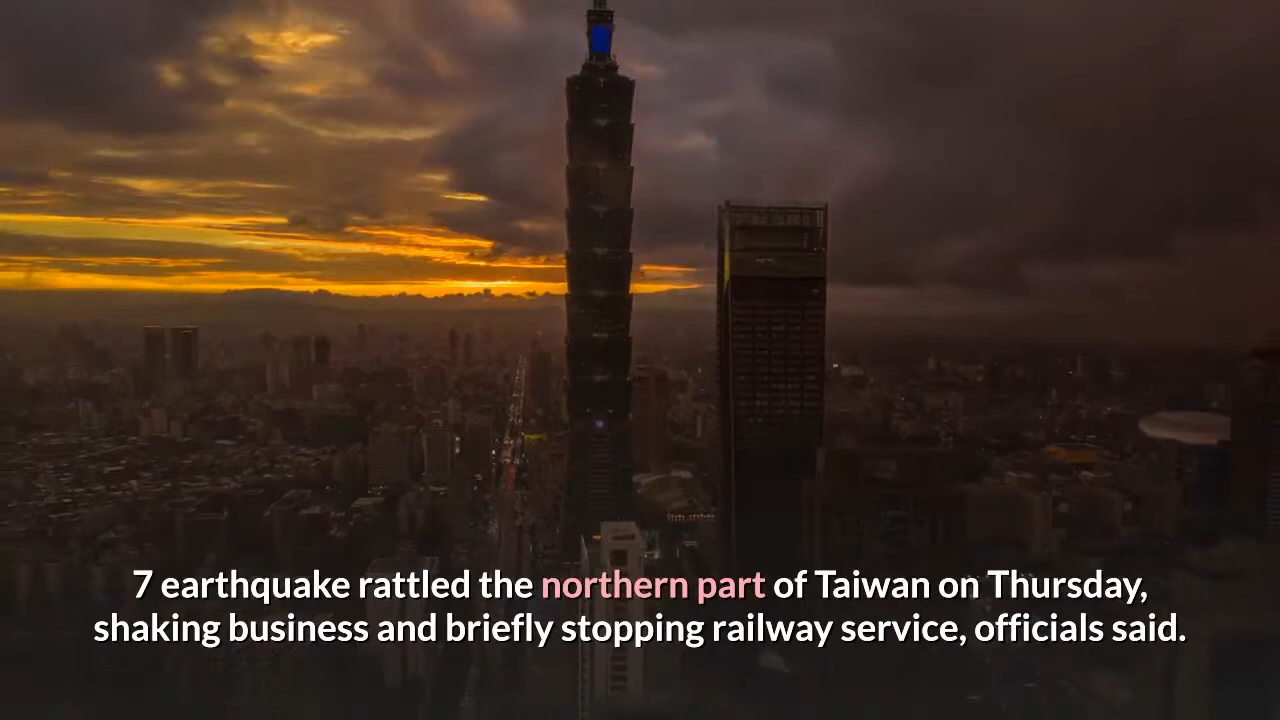 7 earthquake rattled the northern part of Taiwan on Thursday,
shaking business and briefly stopping railway service, officials said.